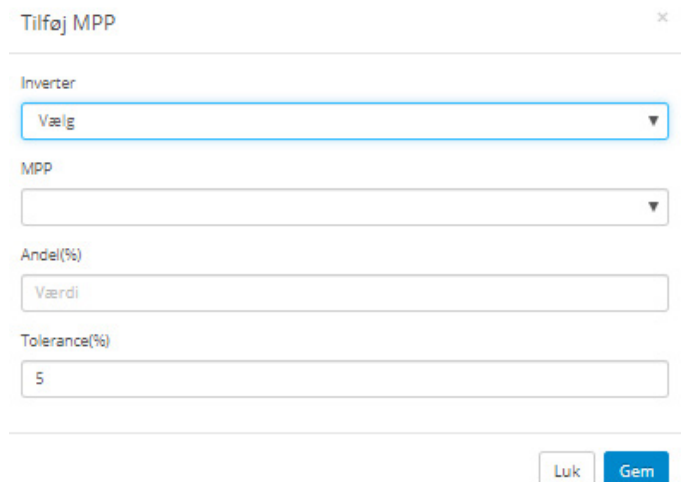 Tilføj MPP ×
Inverter
Vælg
MPP
Andel(%)
Værdi
Tolerance(%)
5
Luk Gem